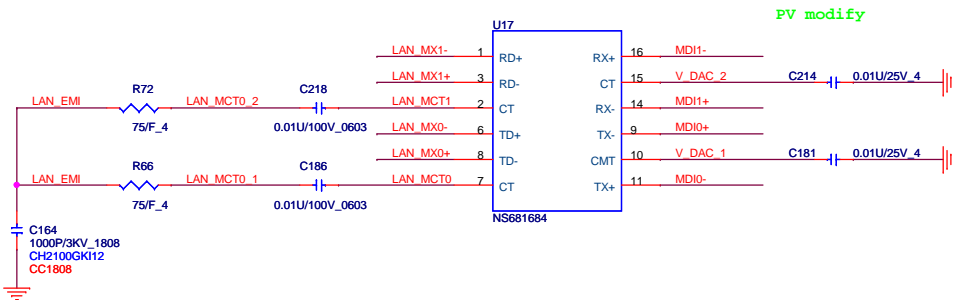 PV modify
U17
LAN_MX1- 1 RD+ RX+ 16 MDI1-
LAN_MX1+ 3 RD- CT 15 V_DAC_2 C214 0.01U/25V_4
LAN_EMI R72 LAN_MCT0_2 C218 LAN_MCT1 2 CT RX- 14 MDI1+
75/F_4 0.01U/100V_0603
LAN_MX0- 6 TD+ TX- 9 MDI0+
LAN_MX0+ 8 TD- CMT 10 V_DAC_1 C181 0.01U/25V_4
LAN_EMI R66 LAN_MCT0_1 C186 LAN_MCT0 7 CT TX+ 11 MDI0-
75/F_4 0.01U/100V_0603
NS681684
C164
1000P/3KV_1808
CH2100GKI12
CC1808